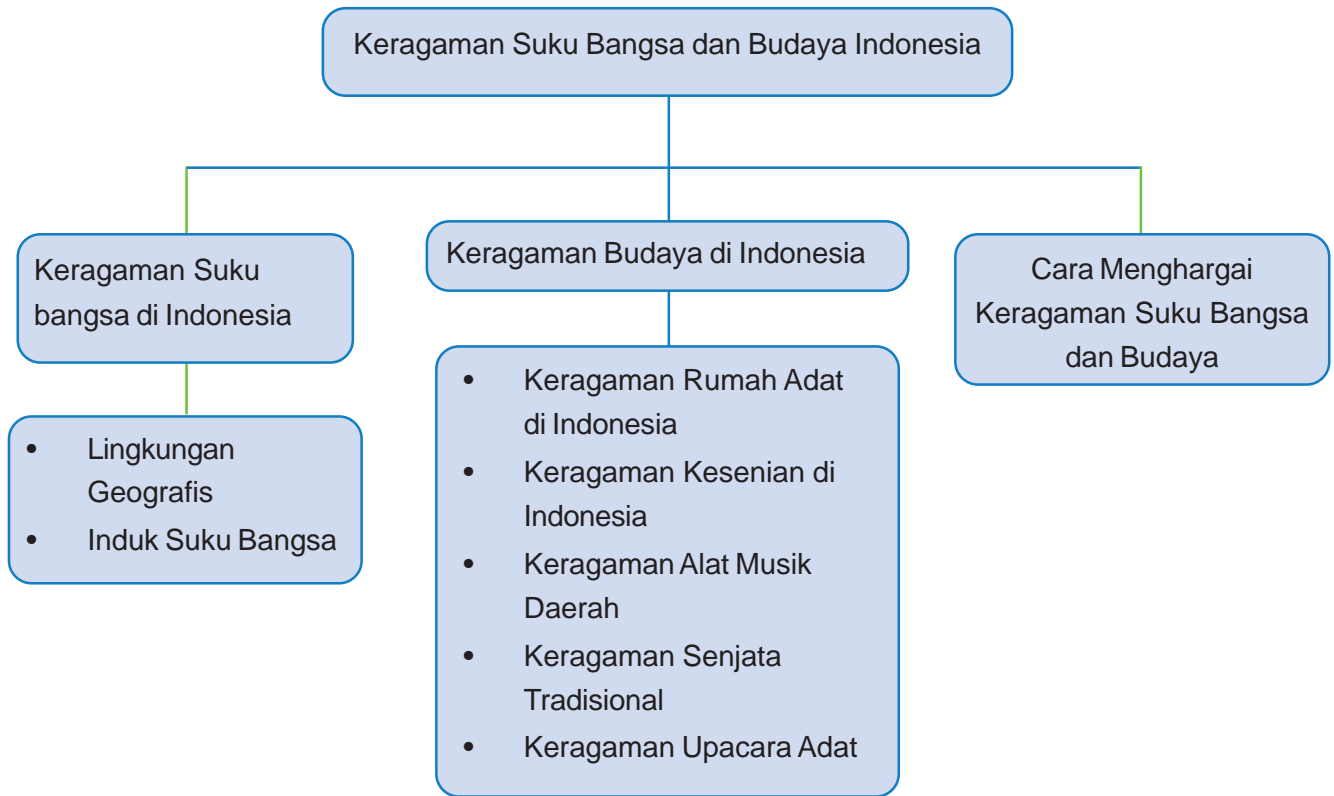 Keragaman Suku Bangsa dan Budaya Indonesia
Keragaman Suku
bangsa di Indonesia
• Lingkungan
Geografis
• Induk Suku Bangsa
Keragaman Budaya di Indonesia
• Keragaman Rumah Adat
di Indonesia
• Keragaman Kesenian di
Indonesia
• Keragaman Alat Musik
Daerah
• Keragaman Senjata
Tradisional
• Keragaman Upacara Adat
Cara Menghargai
Keragaman Suku Bangsa
dan Budaya